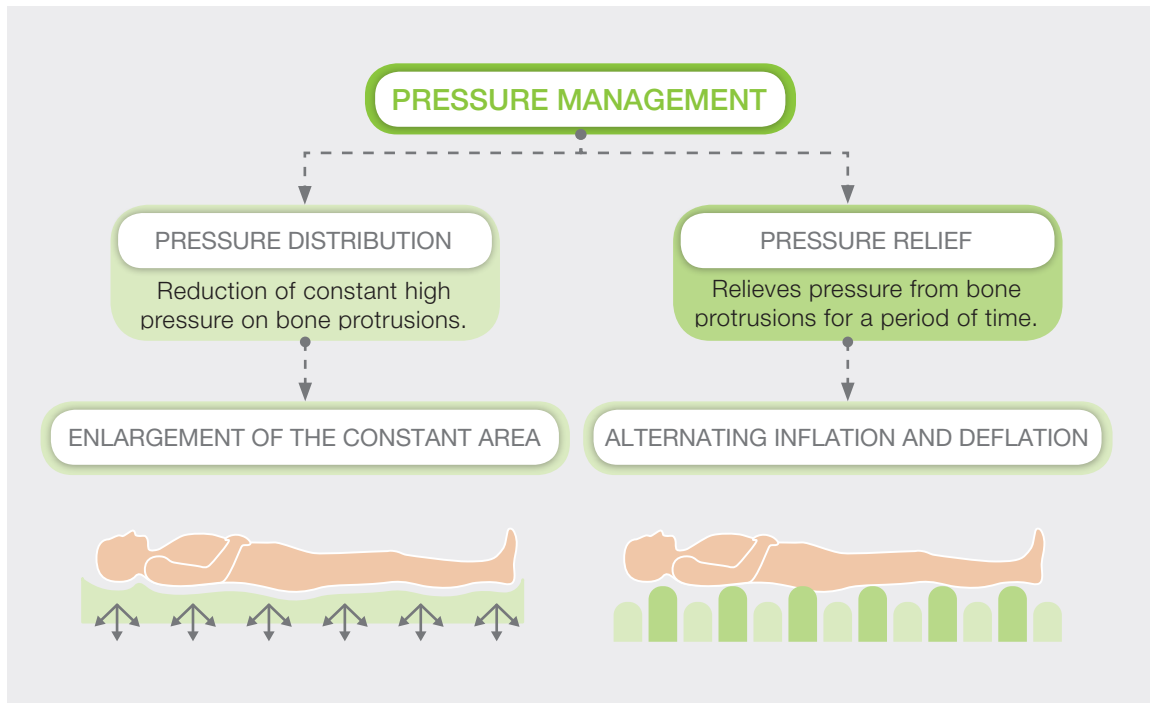 PRESSURE MANAGEMENT
PRESSURE DISTRIBUTION
Reduction of constant high
pressure on bone protrusions.
PRESSURE RELIEF
Relieves pressure from bone
protrusions for a period of time.
ENLARGEMENT OF THE CONSTANT AREA
ALTERNATING INFLATION AND DEFLATION